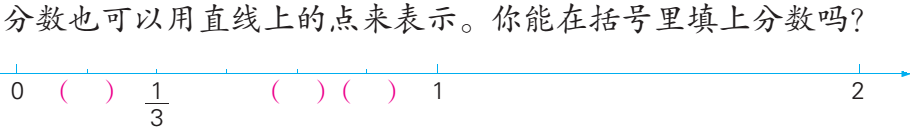 分数也可以用直线上的点来表示。你能在括号里填上分数吗?
0 ( ) 1/3 ( ) ( ) 1 2